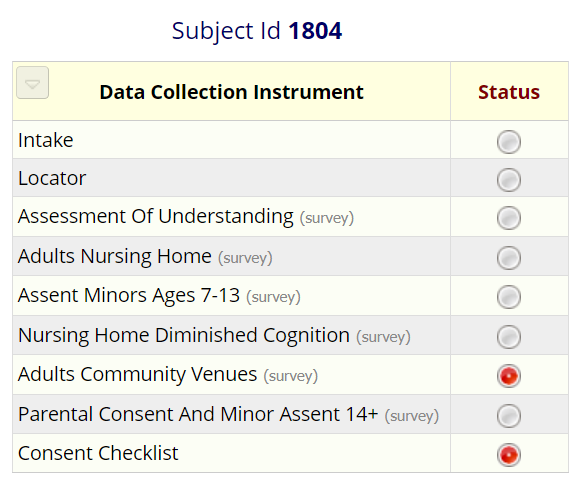 Subject Id 1804
Data Collection Instrument Status
Intake
Locator
Assessment Of Understanding (survey)
Adults Nursing Home (survey)
Assent Minors Ages 7-13 (survey)
Nursing Home Diminished Cognition (survey)
Adults Community Venues (survey)
Parental Consent And Minor Assent 14+ (survey)
Consent Checklist